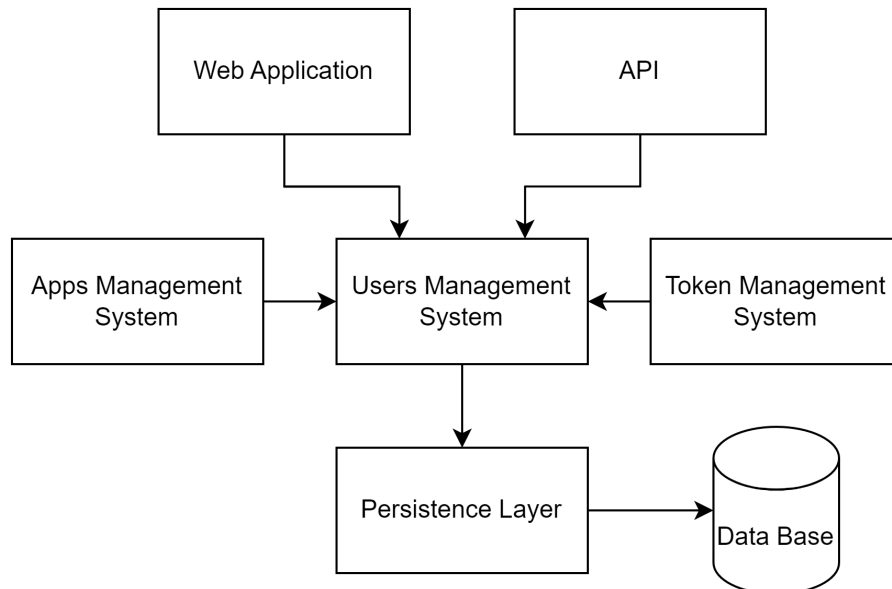 Web Application
API
Apps Management
System
Users Management
System
Token Management
System
Persistence Layer
Data Base